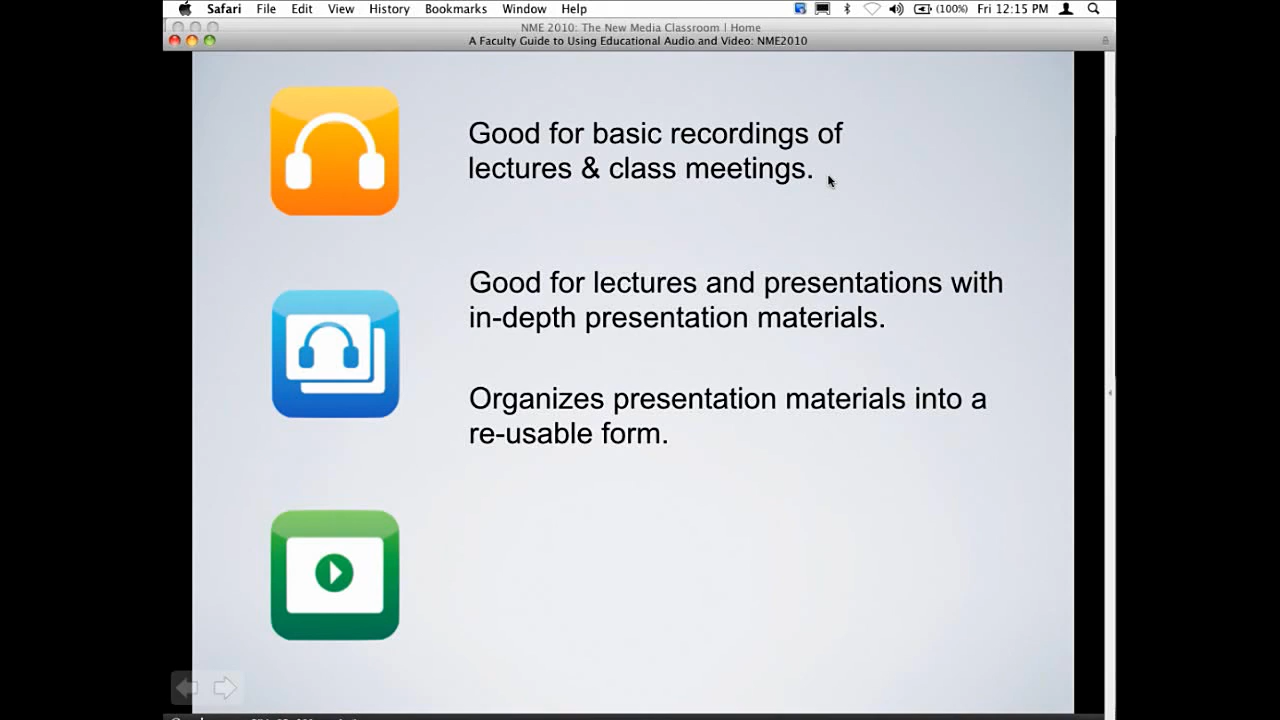 Safari File Edit View History Bookmarks Window Help (100%) Fri 12:15 PM
NME 2010: The New Media Classroom | Home
A Faculty Guide to Using Educational Audio and Video: NME2010
Good for basic recordings of
lectures & class meetings.
Good for lectures and presentations with
in-depth presentation materials.
Organizes presentation materials into a
re-usable form.